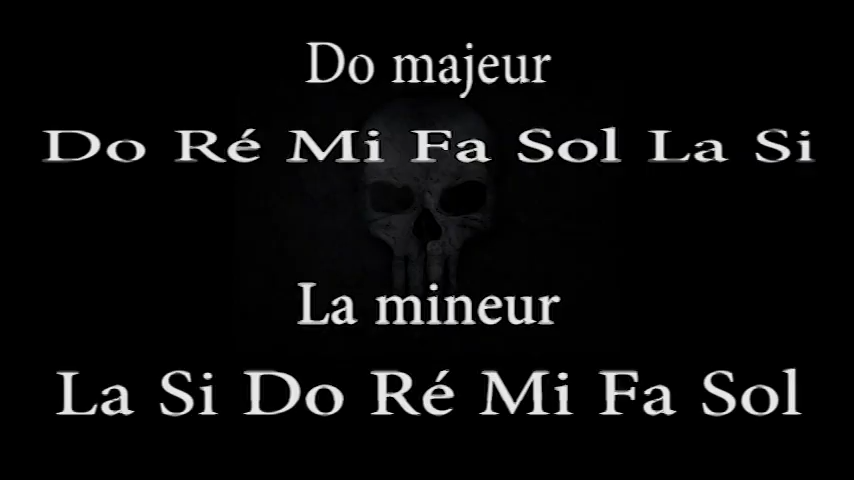 Do majeur
Do Ré Mi Fa Sol La Si
La mineur
La Si Do Ré Mi Fa Sol